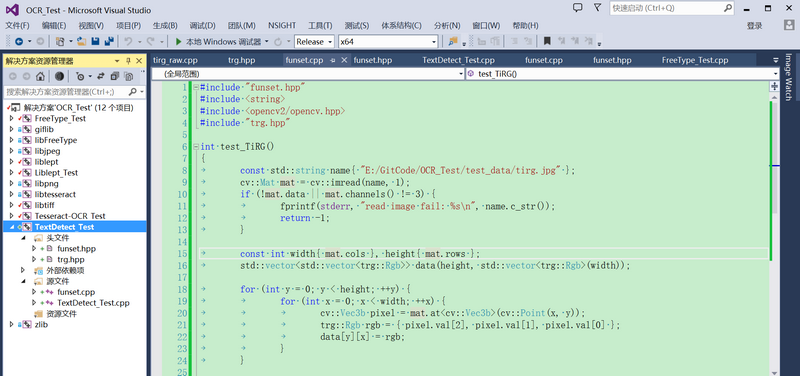 OCR_Test - Microsoft Visual Studio
快速启动 (Ctrl+Q)
文件(F) 编辑(E) 视图(V) 项目(P) 生成(B) 调试(D) 团队(M) NSIGHT 工具(T) 测试(S) 体系结构(C) 分析(N) 窗口(W) 帮助(H)
登录
本地 Windows 调试器 Release x64
解决方案资源管理器
搜索解决方案资源管理器(Ctrl+;)
解决方案'OCR_Test' (12 个项目)
FreeType_Test
giflib
libFreeType
libjpeg
liblept
Liblept_Test
libpng
libtesseract
libtiff
Tesseract-OCR_Test
TextDetect_Test
头文件
funset.hpp
trg.hpp
外部依赖项
源文件
funset.cpp
TextDetect_Test.cpp
资源文件
zlib
tirg_raw.cpp trg.hpp funset.cpp funset.hpp TextDetect_Test.cpp funset.cpp funset.hpp FreeType_Test.cpp
(全局范围) test_TiRG()
1 #include "funset.hpp"
2 #include <string>
3 #include <opencv2/opencv.hpp>
4 #include "trg.hpp"
5
6 int test_TiRG()
7 {
8 const std::string name{ "E:/GitCode/OCR_Test/test_data/tirg.jpg" };
9 cv::Mat mat = cv::imread(name, 1);
10 if (!mat.data || mat.channels() != 3) {
11 fprintf(stderr, "read image fail: %s\n", name.c_str());
12 return -1;
13 }
14
15 const int width{ mat.cols }, height{ mat.rows };
16 std::vector<std::vector<trg::Rgb>> data(height, std::vector<trg::Rgb>(width));
17
18 for (int y = 0; y < height; ++y) {
19 for (int x = 0; x < width; ++x) {
20 cv::Vec3b pixel = mat.at<cv::Vec3b>(cv::Point(x, y));
21 trg::Rgb rgb = { pixel.val[2], pixel.val[1], pixel.val[0] };
22 data[y][x] = rgb;
23 }
24 }
25
Image Watch